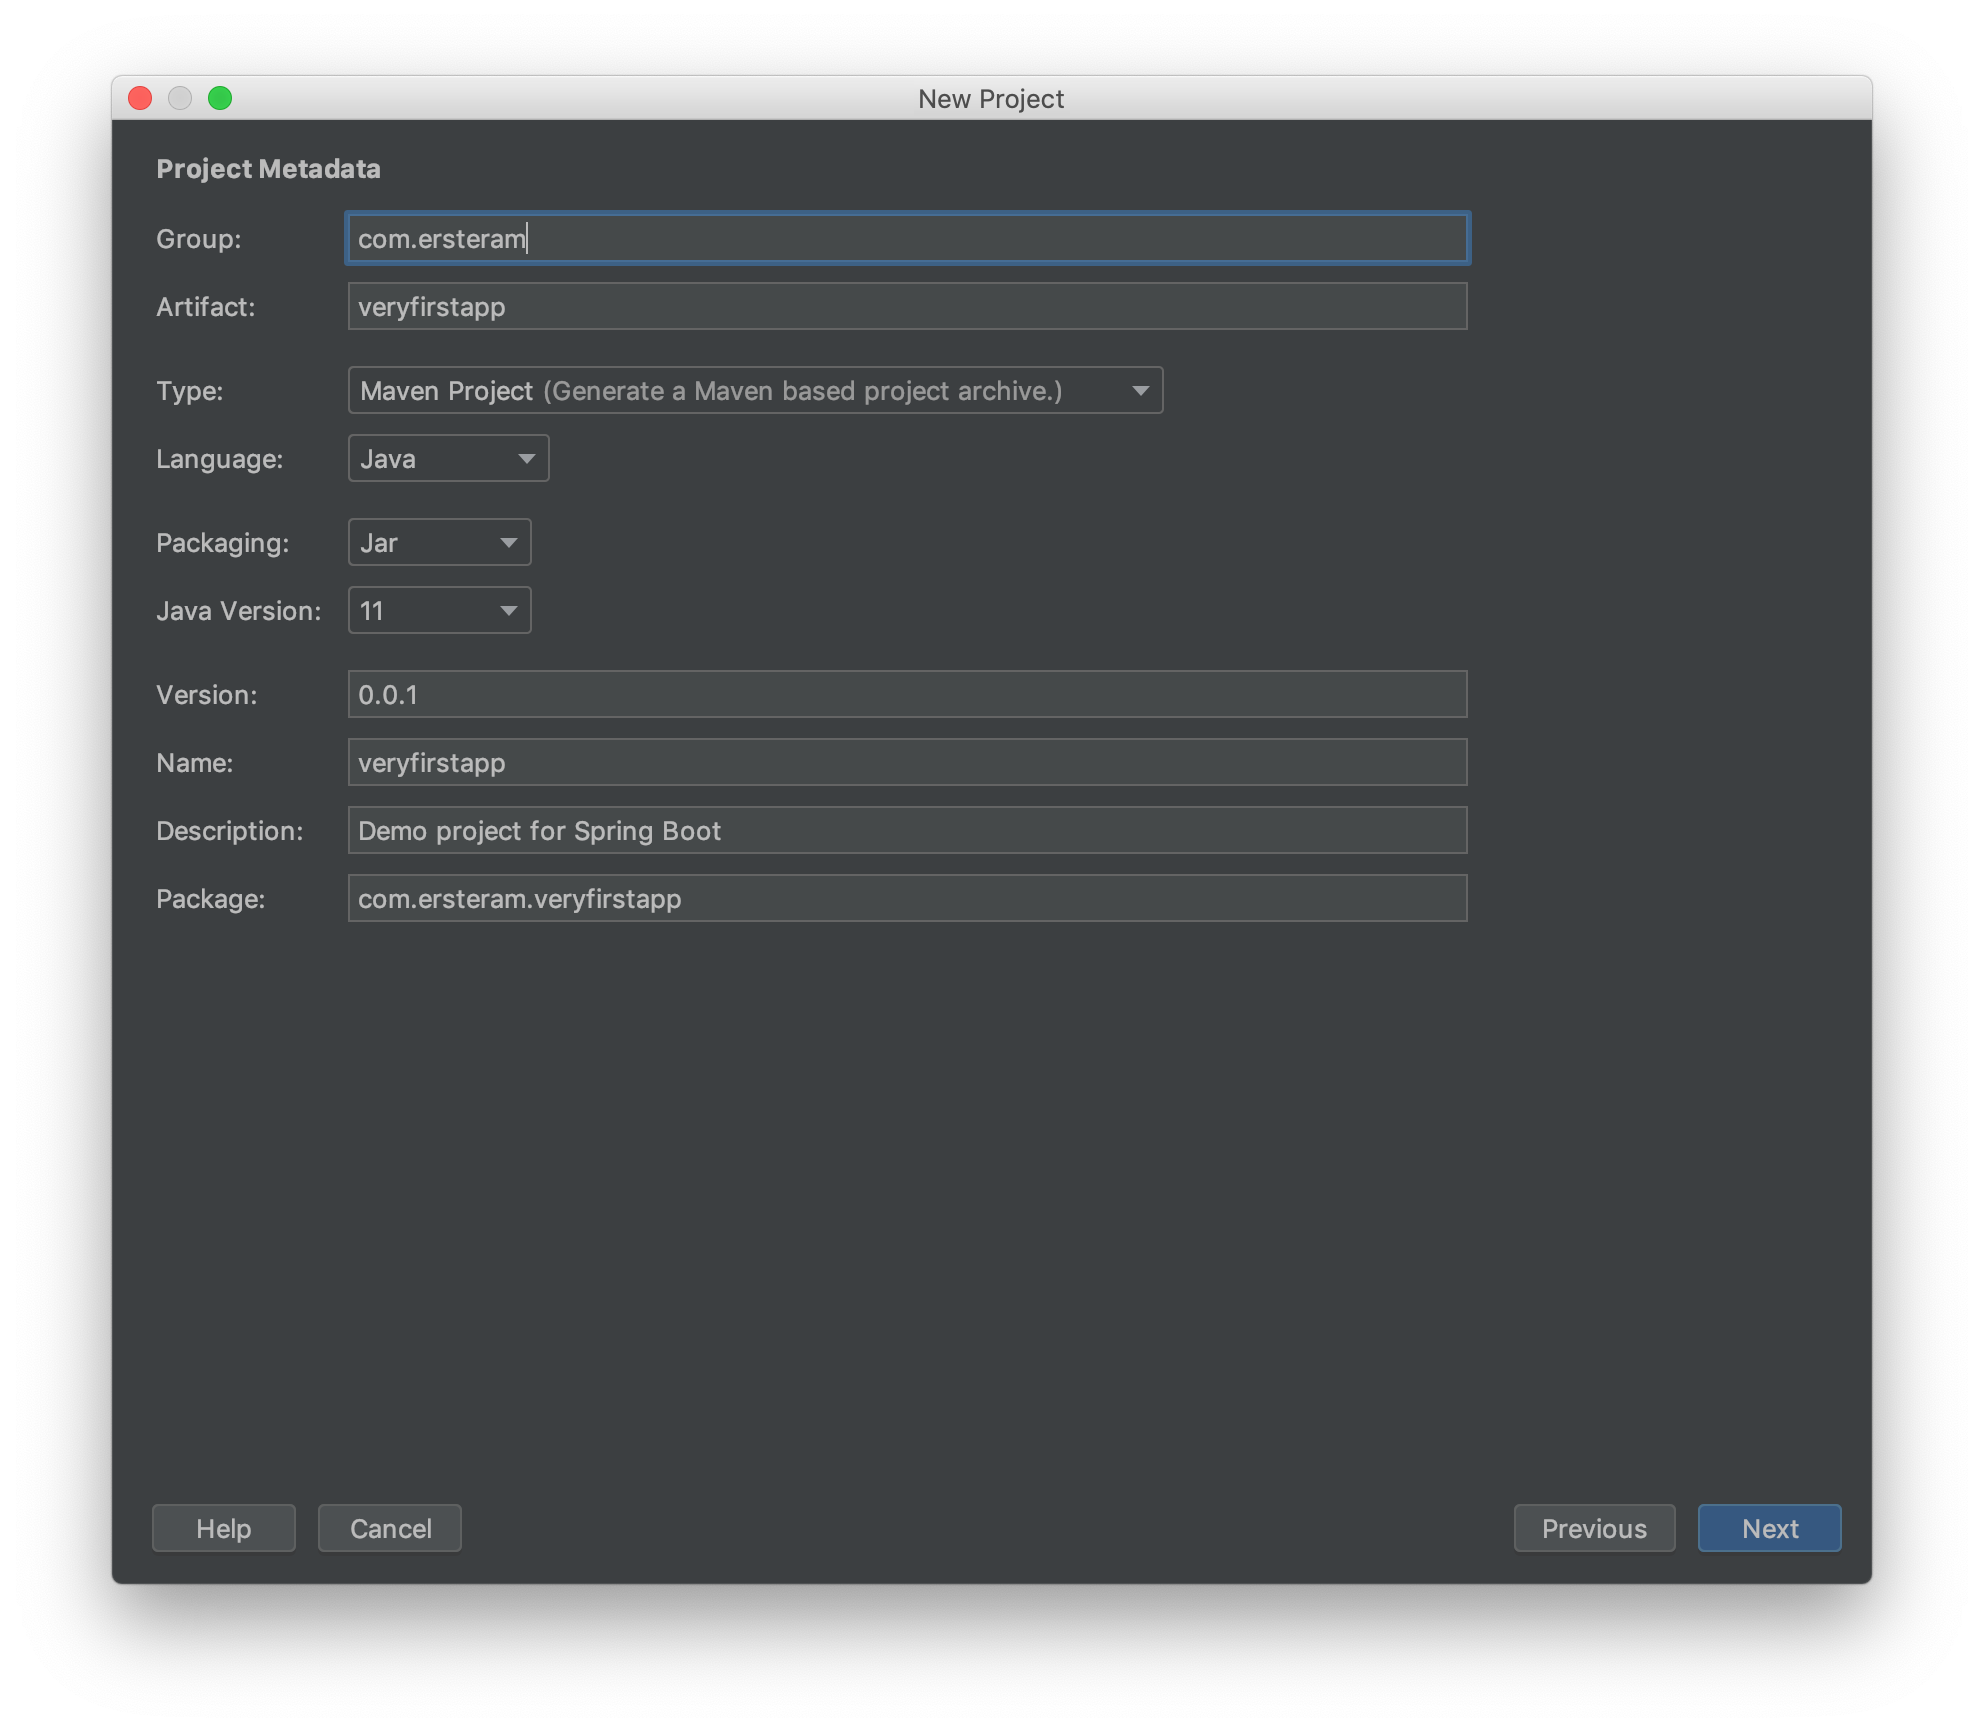 New Project
Project Metadata
Group: com.ersteram
Artifact: veryfirstapp
Type: Maven Project (Generate a Maven based project archive.)
Language: Java
Packaging: Jar
Java Version: 11
Version: 0.0.1
Name: veryfirstapp
Description: Demo project for Spring Boot
Package: com.ersteram.veryfirstapp
Help Cancel Previous Next